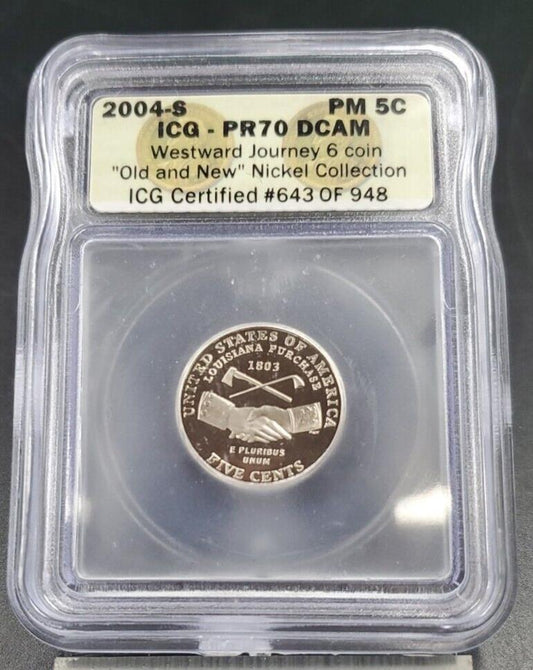 2004-S PM 5C
ICG - PR70 DCAM
Westward Journey 6 coin
"Old and New" Nickel Collection
ICG Certified #643 OF 948
UNITED STATES OF AMERICA
LOUISIANA PURCHASE
1803
E PLURIBUS
UNUM
FIVE CENTS